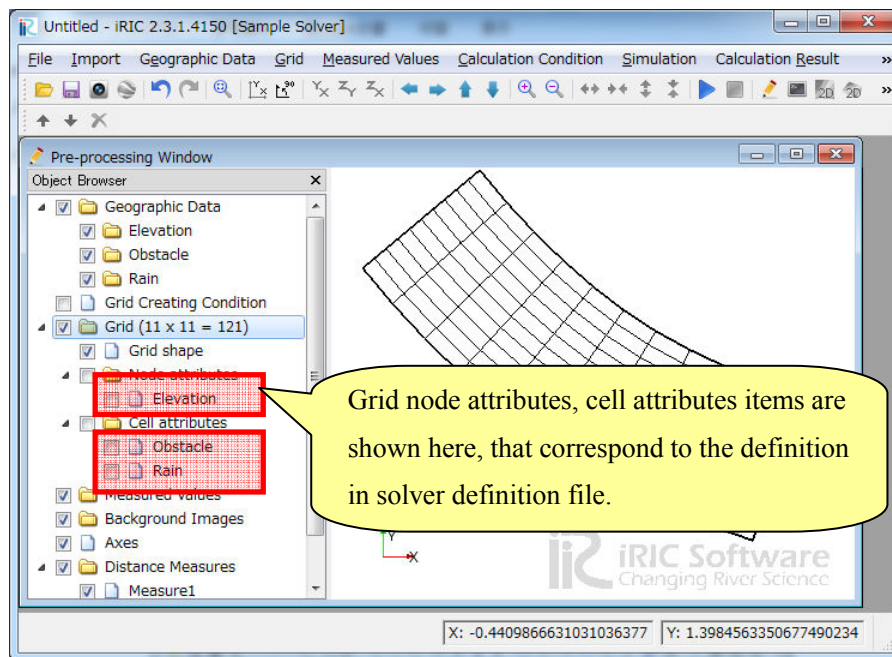 Untitled - iRIC 2.3.1.4150 [Sample Solver]
File Import Geographic Data Grid Measured Values Calculation Condition Simulation Calculation Result »
Pre-processing Window
Object Browser
Geographic Data
Elevation
Obstacle
Rain
Grid Creating Condition
Grid (11 x 11 = 121)
Grid shape
Node attributes
Elevation
Cell attributes
Obstacle
Rain
Measured Values
Background Images
Axes
Distance Measures
Measure1
Grid node attributes, cell attributes items are
shown here, that correspond to the definition
in solver definition file.
Y
X
iRIC Software
Changing River Science
X: -0.4409866631031036377 Y: 1.3984563350677490234